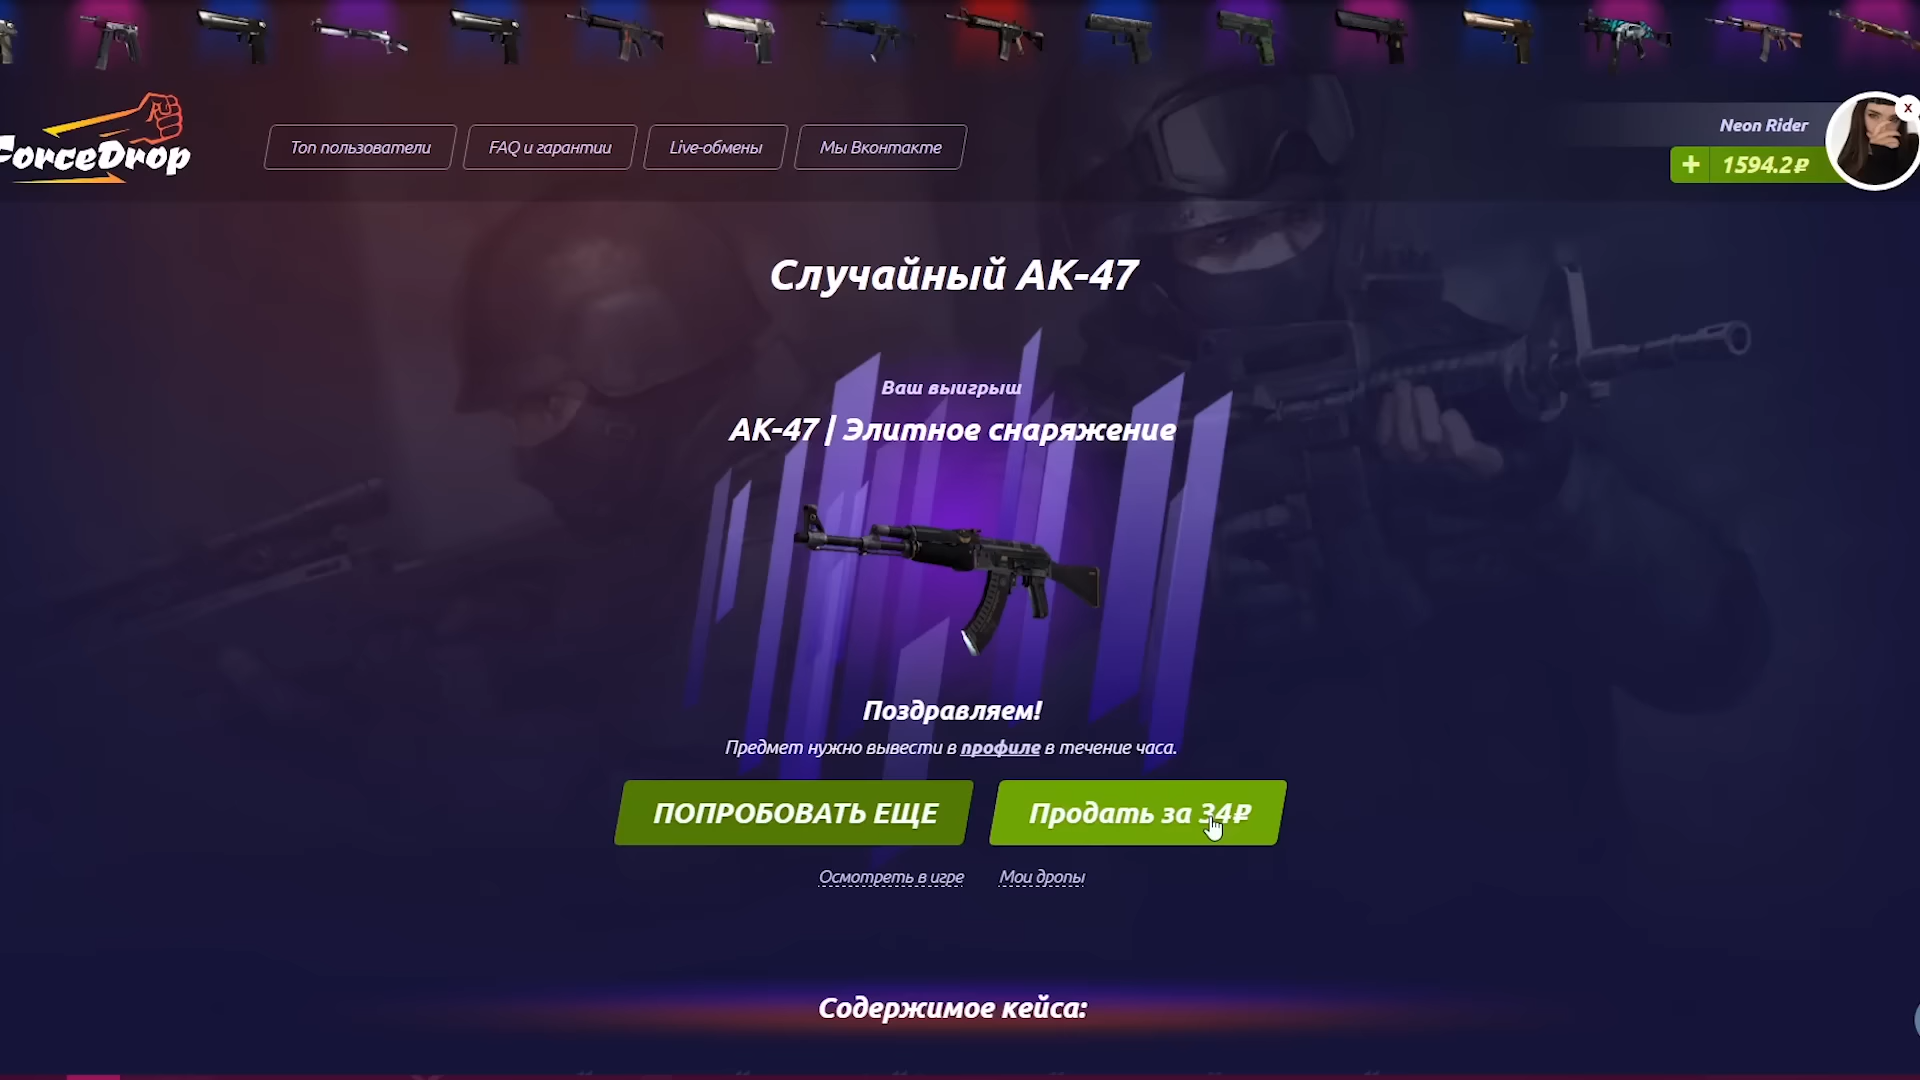 ForceDrop
Топ пользователи
FAQ и гарантии
Live-обмены
Мы Вконтакте
Neon Rider
x
+ 1594.2₽
Случайный АК-47
Ваш выигрыш
АК-47 | Элитное снаряжение
Поздравляем!
Предмет нужно вывести в профиле в течение часа.
ПОПРОБОВАТЬ ЕЩЕ
Продать за 34₽
Осмотреть в игре
Мои дропы
Содержимое кейса: